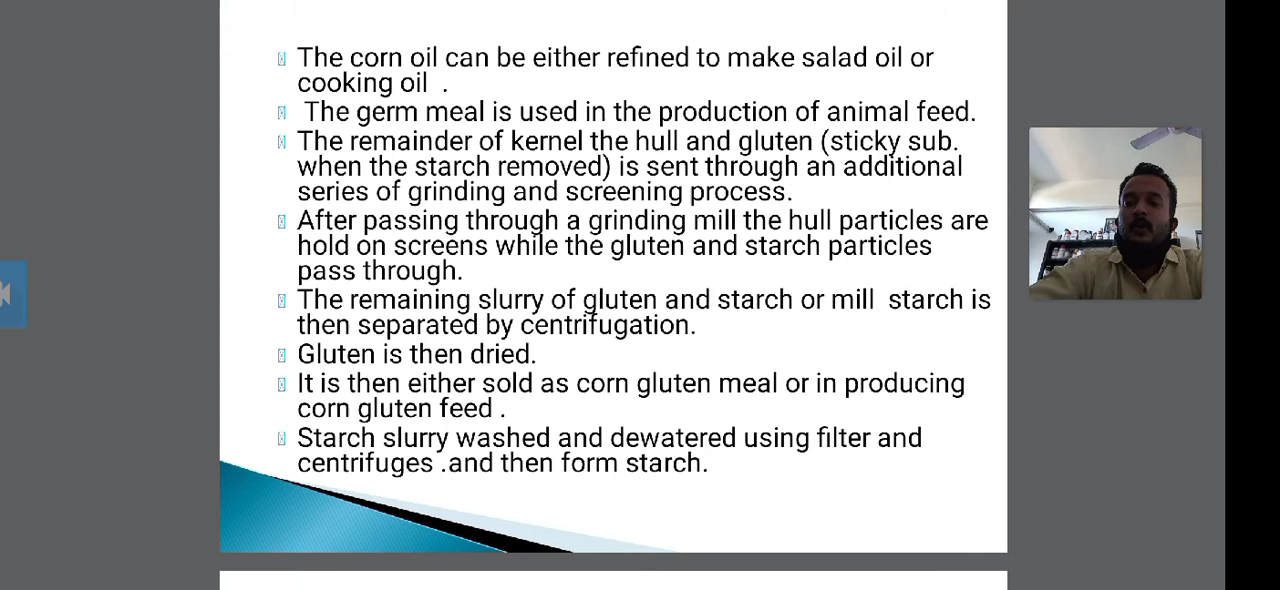 The corn oil can be either refined to make salad oil or
cooking oil .
The germ meal is used in the production of animal feed.
The remainder of kernel the hull and gluten (sticky sub.
when the starch removed) is sent through an additional
series of grinding and screening process.
After passing through a grinding mill the hull particles are
hold on screens while the gluten and starch particles
pass through.
The remaining slurry of gluten and starch or mill starch is
then separated by centrifugation.
Gluten is then dried.
It is then either sold as corn gluten meal or in producing
corn gluten feed .
Starch slurry washed and dewatered using filter and
centrifuges .and then form starch.